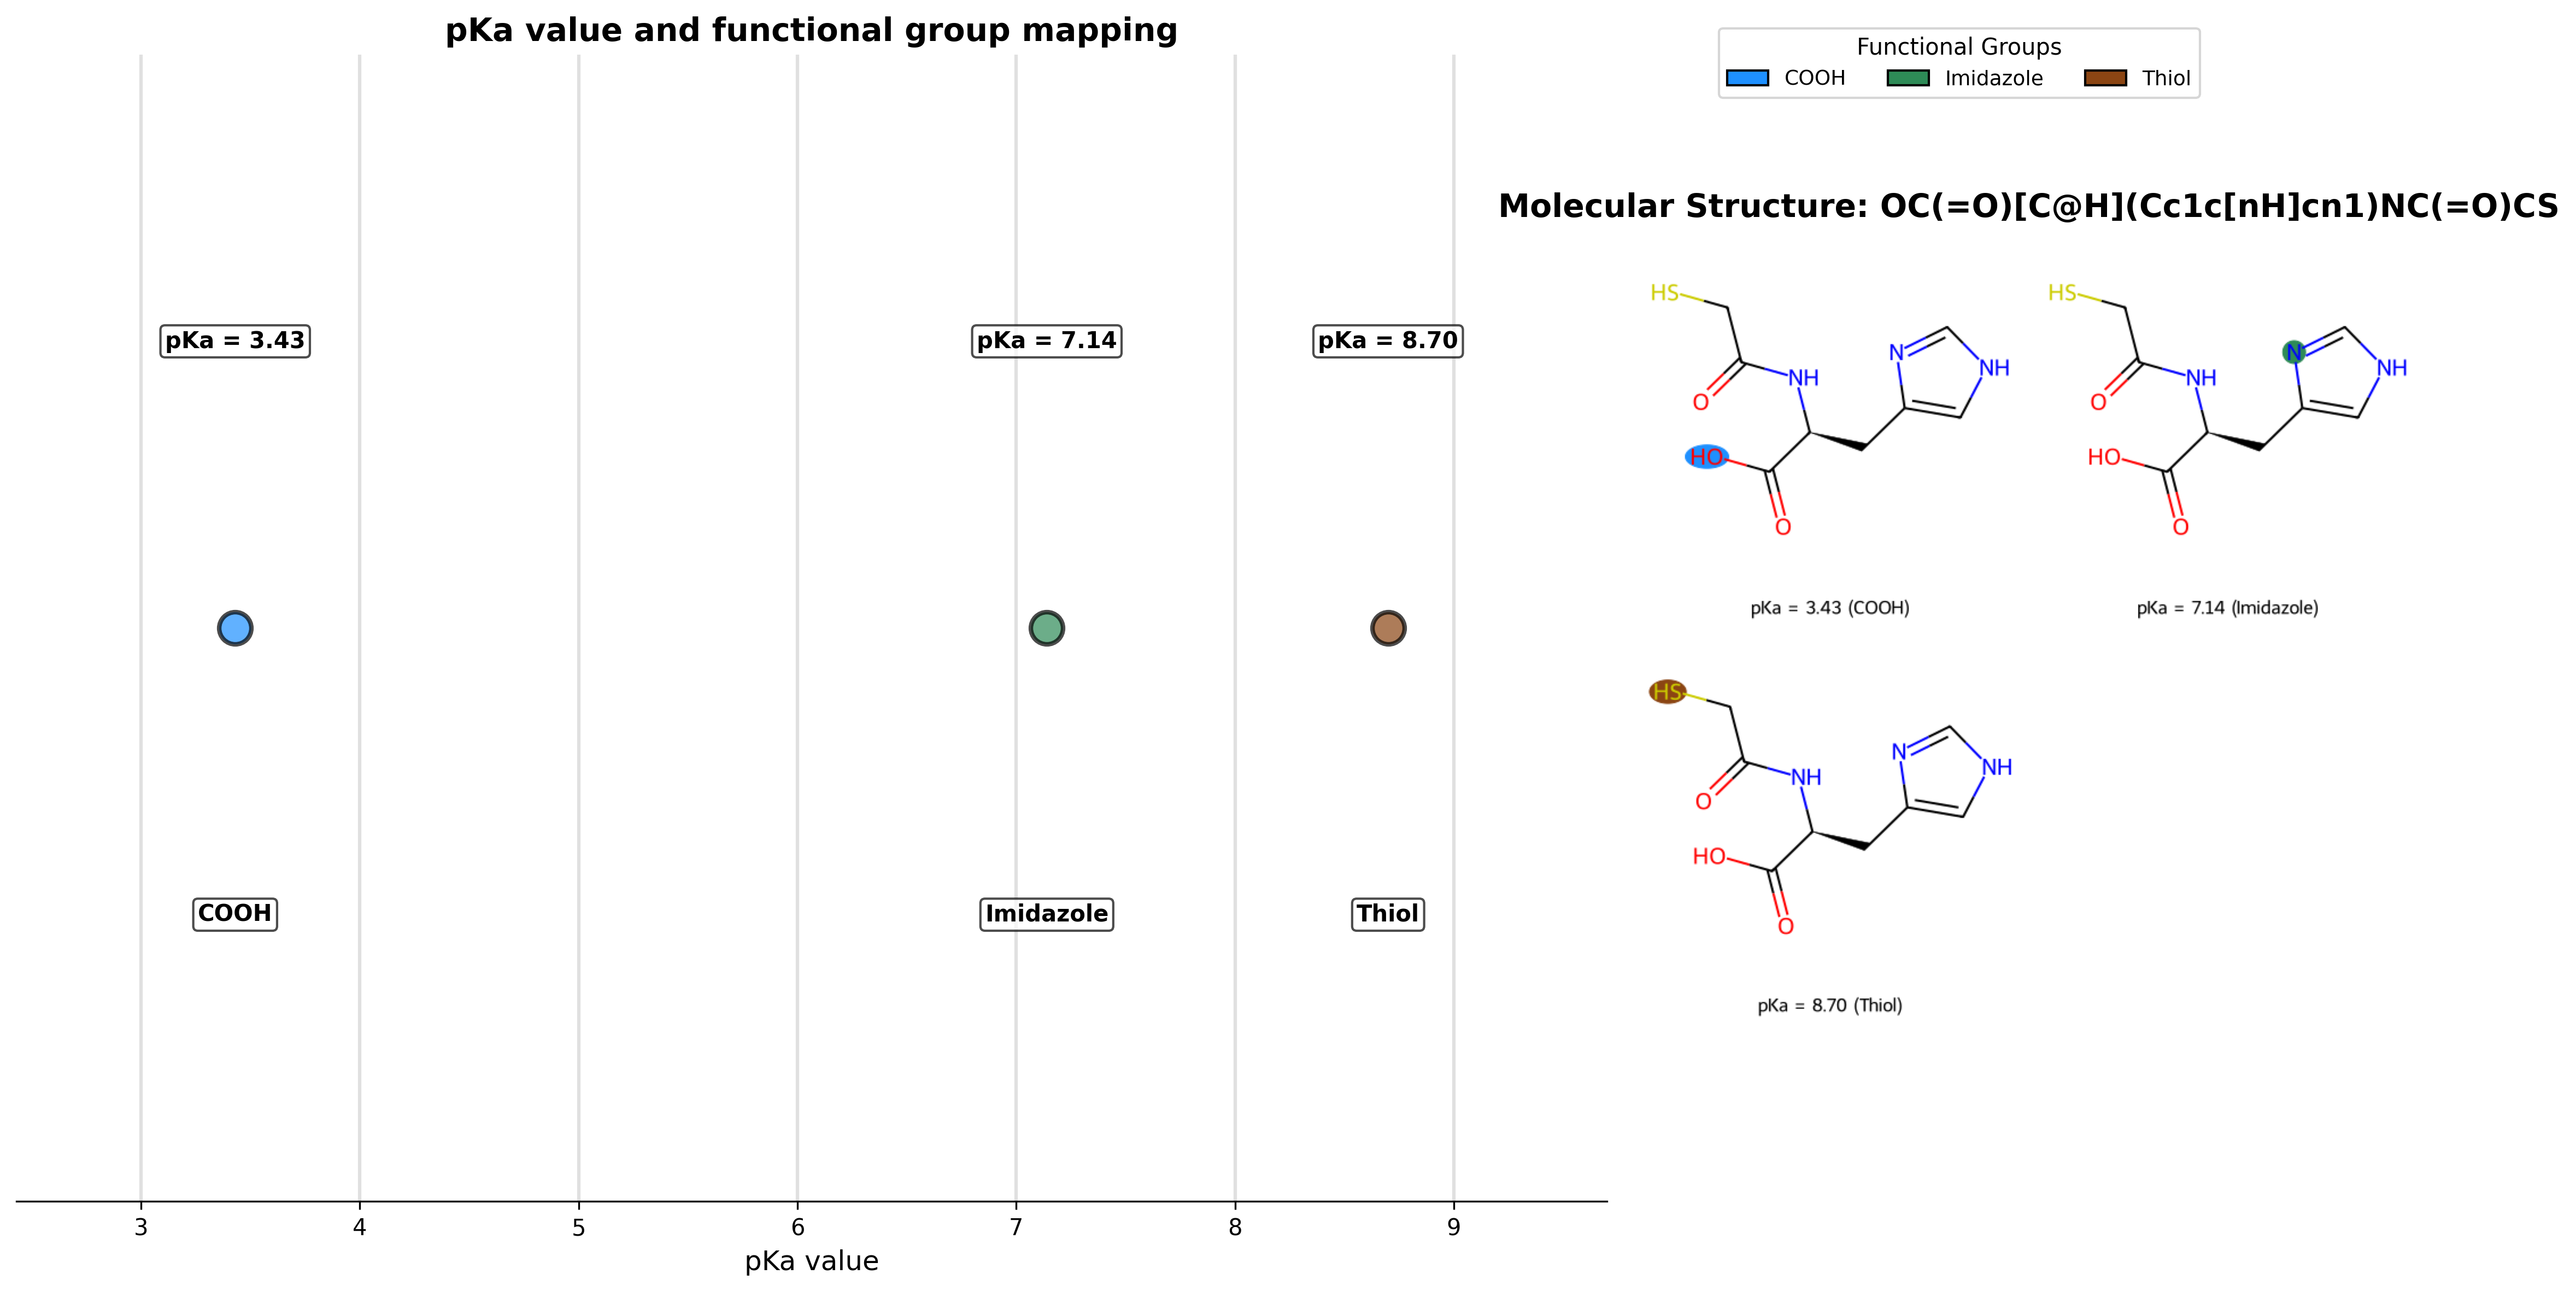 pKa value and functional group mapping
pKa = 3.43
pKa = 7.14
pKa = 8.70
COOH
Imidazole
Thiol
3 4 5 6 7 8 9
pKa value
Functional Groups
COOH Imidazole Thiol
Molecular Structure: OC(=O)[C@H](Cc1c[nH]cn1)NC(=O)CS
HS
N
NH
NH
O
HO
O
pKa = 3.43 (COOH)
HS
N
NH
NH
O
HO
O
pKa = 7.14 (Imidazole)
HS
N
NH
NH
O
HO
O
pKa = 8.70 (Thiol)